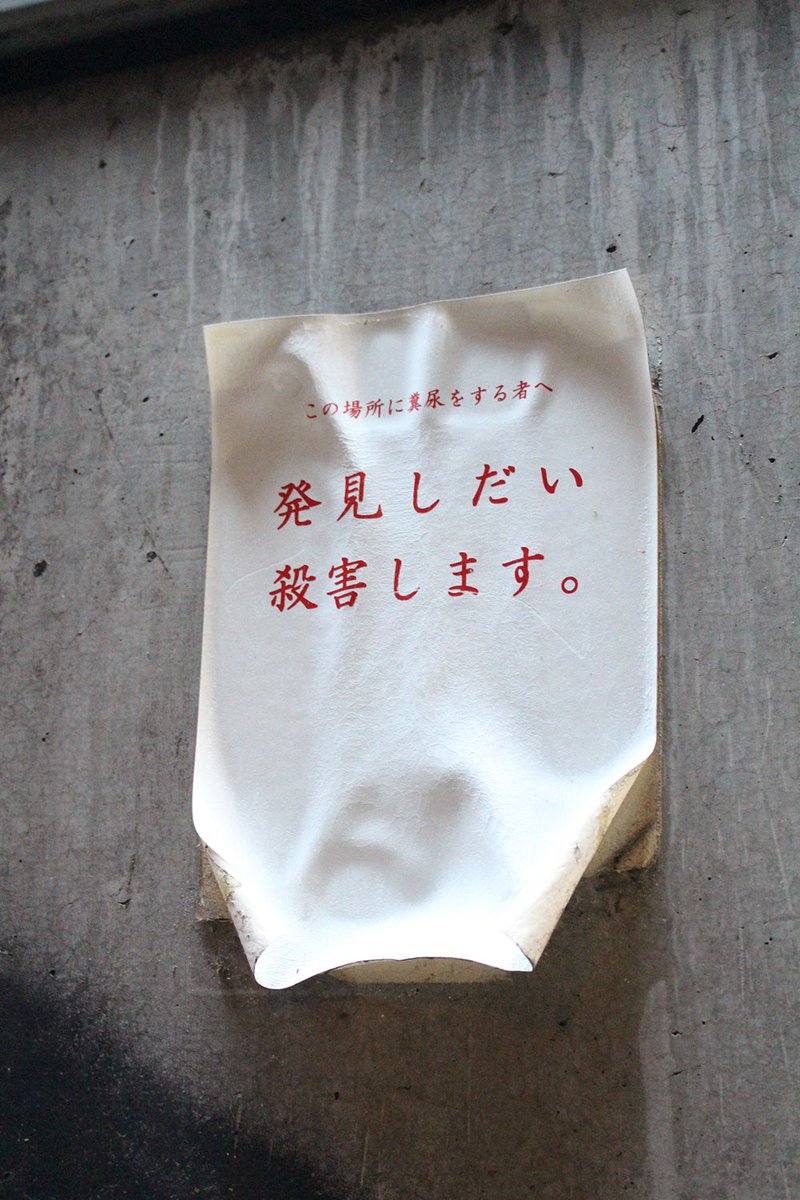 この場所に糞尿をする者へ
発見しだい
殺害します。